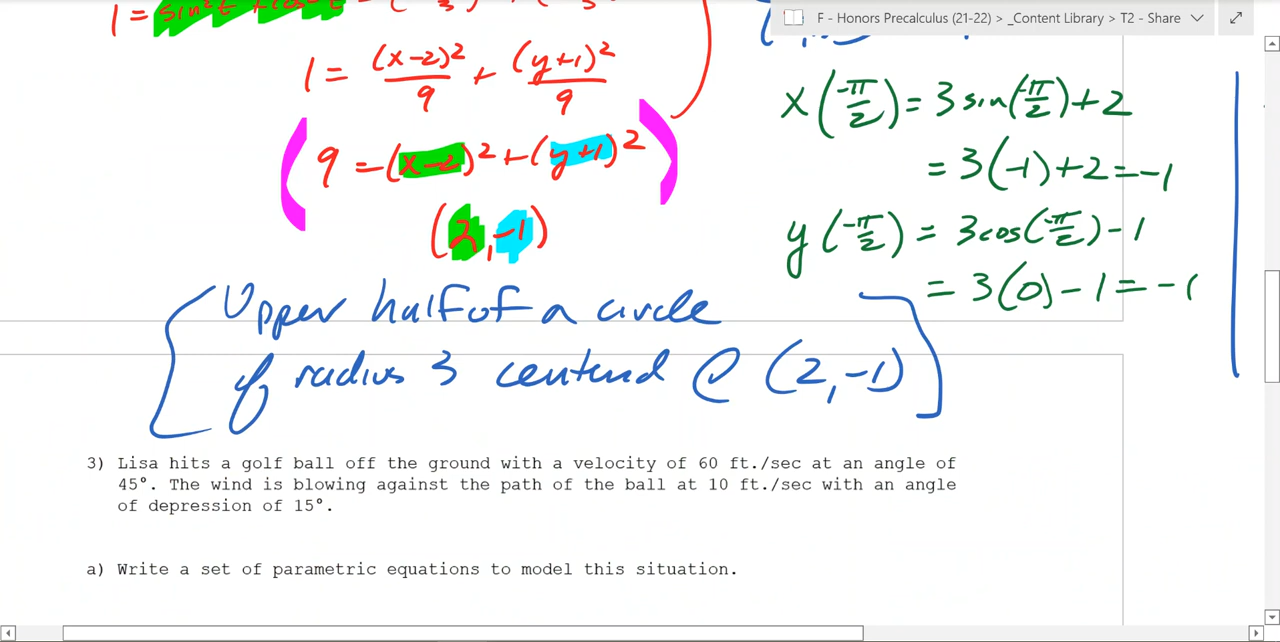 F - Honors Precalculus (21-22) > _Content Library > T2 - Share
1 = sin²t + cos²t =
1 = (x-2)²/9 + (y+1)²/9
9 = (x-2)² + (y+1)²
(2, -1)
Upper half of a circle
of radius 3 centend @ (2, -1)
x(-π/2) = 3 sin(-π/2) + 2
= 3(-1) + 2 = -1
y(-π/2) = 3cos(-π/2) - 1
= 3(0) - 1 = -1
3) Lisa hits a golf ball off the ground with a velocity of 60 ft./sec at an angle of
45°. The wind is blowing against the path of the ball at 10 ft./sec with an angle
of depression of 15°.
a) Write a set of parametric equations to model this situation.